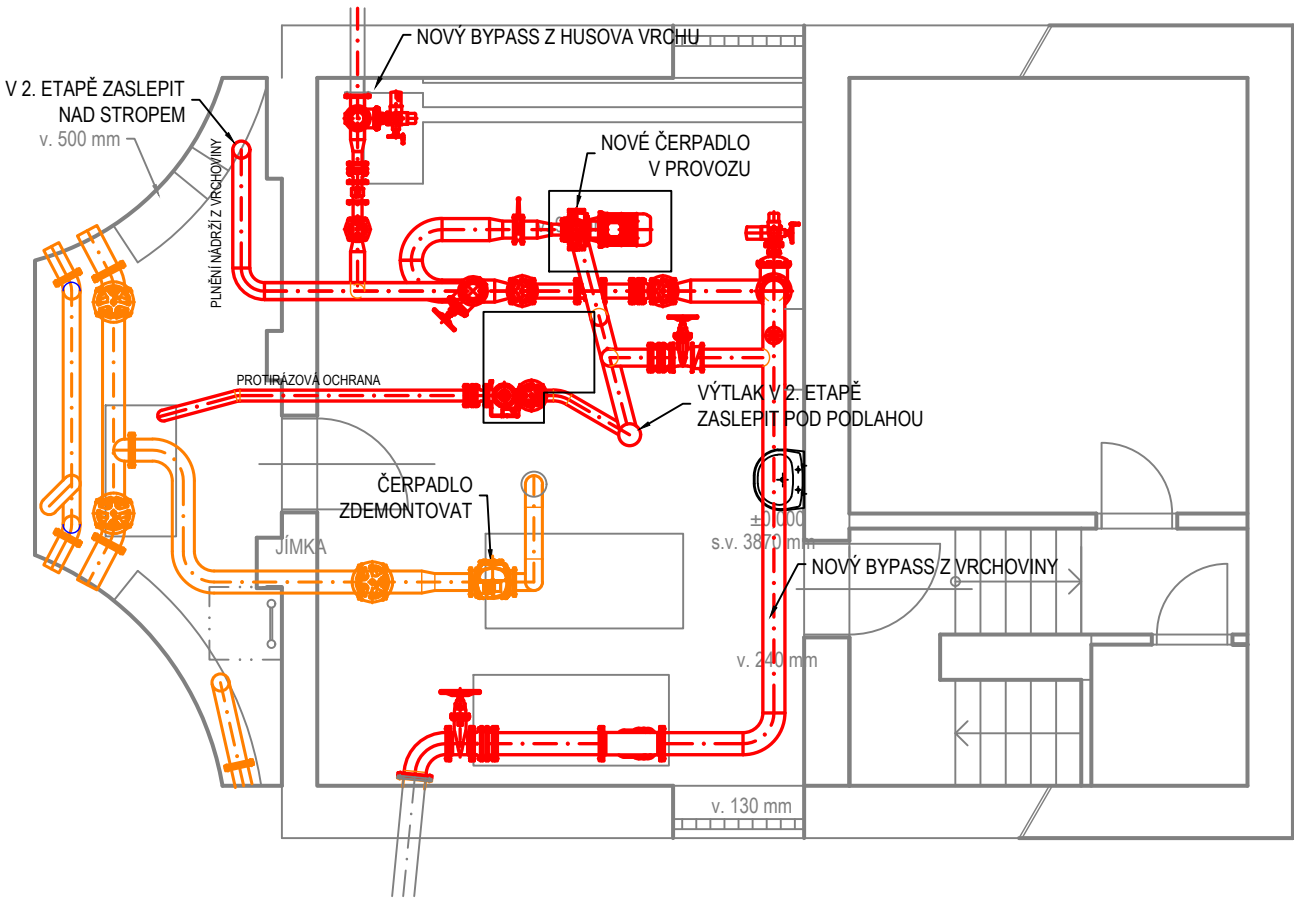 NOVÝ BYPASS Z HUSOVA VRCHU
V 2. ETAPĚ ZASLEPIT
NAD STROPEM
v. 500 mm
PLNĚNÍ NÁDRŽÍ Z VRCHOVINY
NOVÉ ČERPADLO
V PROVOZU
PROTIRÁZOVÁ OCHRANA
VÝTLAK V 2. ETAPĚ
ZASLEPIT POD PODLAHOU
ČERPADLO
ZDEMONTOVAT
±0,000
s.v. 3870 mm
JÍMKA
NOVÝ BYPASS Z VRCHOVINY
v. 240 mm
v. 130 mm